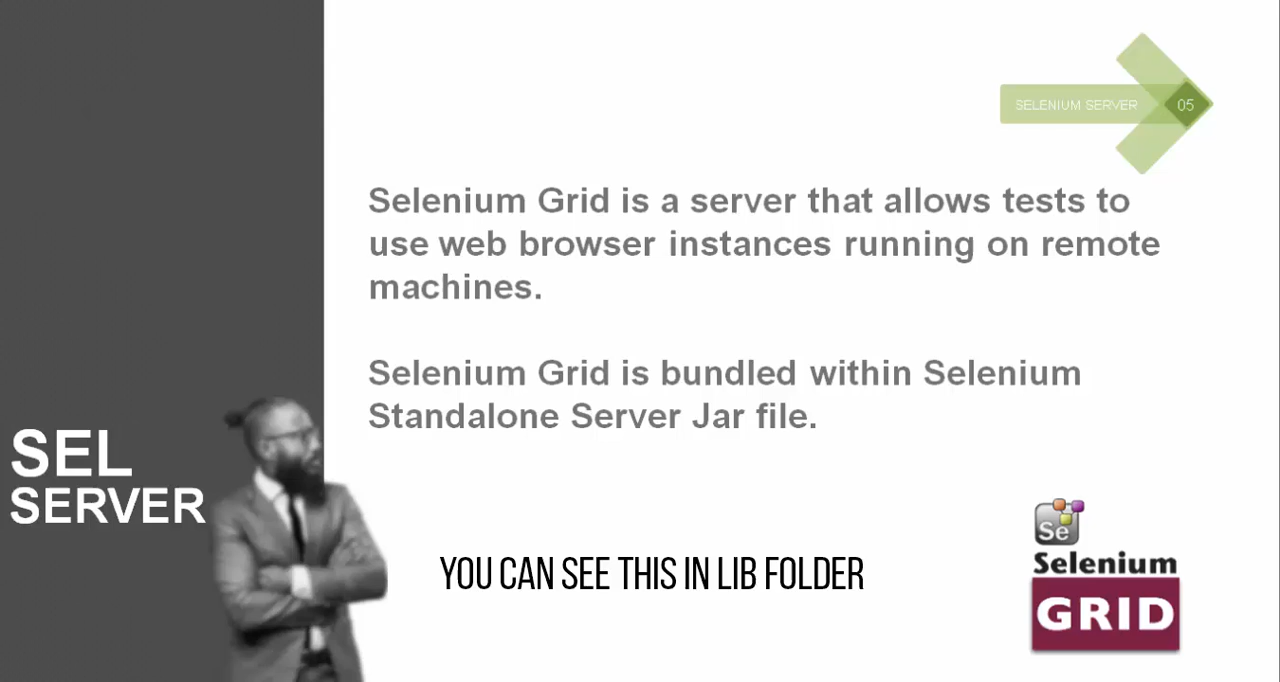 SELENIUM SERVER 05
Selenium Grid is a server that allows tests to
use web browser instances running on remote
machines.
Selenium Grid is bundled within Selenium
Standalone Server Jar file.
SEL
SERVER
YOU CAN SEE THIS IN LIB FOLDER
Se
Selenium
GRID